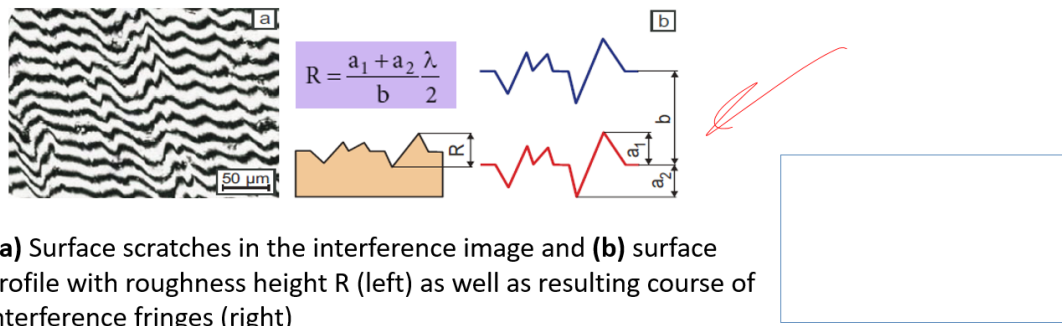 a
b
R = a₁ + a₂ / b λ / 2
R
b
a₁
a₂
50 µm
a) Surface scratches in the interference image and (b) surface
rofile with roughness height R (left) as well as resulting course of
nterference fringes (right)